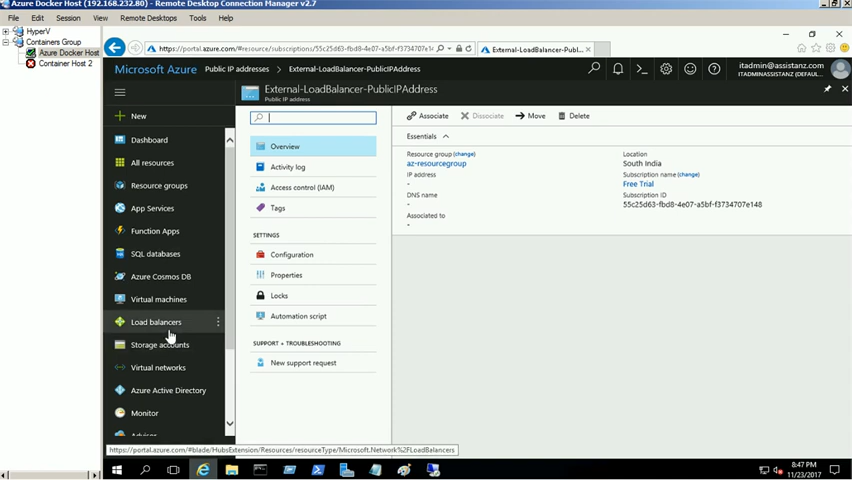 Azure Docker Host (192.168.232.80) - Remote Desktop Connection Manager v2.7
File Edit Session View Remote Desktops Tools Help
HyperV
Containers Group
Azure Docker Host
Container Host 2
External-LoadBalancer-Publ...
Microsoft Azure Public IP addresses > External-LoadBalancer-PublicIPAddress
itadmin@assistanz.com
ITADMINASSISTANZ (DEFAUL...
External-LoadBalancer-PublicIPAddress
Public IP address
New
Dashboard
All resources
Resource groups
App Services
Function Apps
SQL databases
Azure Cosmos DB
Virtual machines
Load balancers
Storage accounts
Virtual networks
Azure Active Directory
Monitor
Advisor
Overview
Activity log
Access control (IAM)
Tags
SETTINGS
Configuration
Properties
Locks
Automation script
SUPPORT + TROUBLESHOOTING
New support request
Associate Disassociate Move Delete
Essentials
Resource group (change)
az-resourcegroup
IP address
-
DNS name
-
Associated to
-
Location
South India
Subscription name (change)
Free Trial
Subscription ID
55c25d63-fbd8-4e07-a5bf-f3734707e148
https://portal.azure.com/#blade/HubsExtension/Resources/resourceType/Microsoft.Network%2FLoadBalancers
8:47 PM
11/23/2017